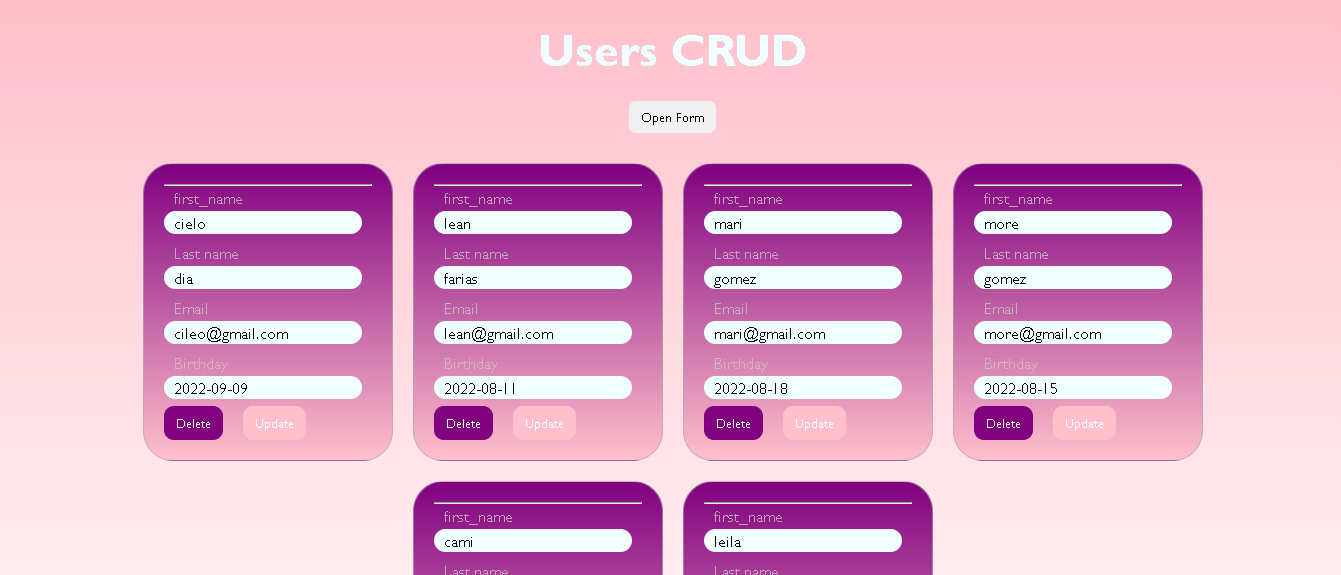 Users CRUD
Open Form
first_name
cielo
Last name
dia
Email
cileo@gmail.com
Birthday
2022-09-09
Delete Update
first_name
lean
Last name
farias
Email
lean@gmail.com
Birthday
2022-08-11
Delete Update
first_name
mari
Last name
gomez
Email
mari@gmail.com
Birthday
2022-08-18
Delete Update
first_name
more
Last name
gomez
Email
more@gmail.com
Birthday
2022-08-15
Delete Update
first_name
cami
Last name
first_name
leila
Last name